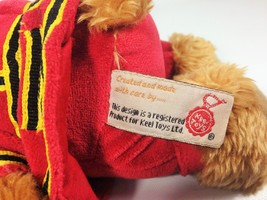 Created and made
with care by.....
This design is a registered
Product for Keel Toys Ltd.
Keel
Toys
®